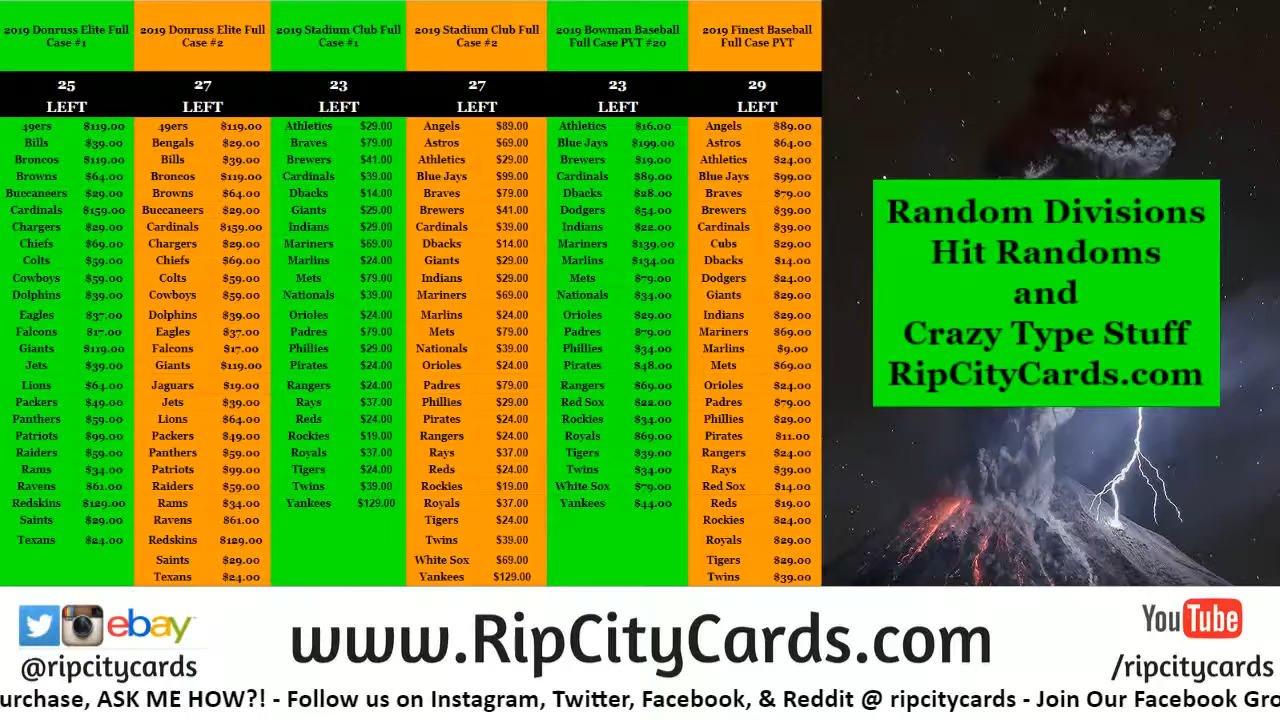 2019 Donruss Elite Full Case #1
25
LEFT
49ers $119.00
Bills $39.00
Broncos $119.00
Browns $64.00
Buccaneers $29.00
Cardinals $159.00
Chargers $29.00
Chiefs $69.00
Colts $59.00
Cowboys $59.00
Dolphins $39.00
Eagles $37.00
Falcons $17.00
Giants $119.00
Jets $39.00
Lions $64.00
Packers $49.00
Panthers $59.00
Patriots $99.00
Raiders $59.00
Rams $34.00
Ravens $61.00
Redskins $129.00
Saints $29.00
Texans $24.00
2019 Donruss Elite Full Case #2
27
LEFT
49ers $119.00
Bengals $29.00
Bills $39.00
Broncos $119.00
Browns $64.00
Buccaneers $29.00
Cardinals $159.00
Chargers $29.00
Chiefs $69.00
Colts $59.00
Cowboys $59.00
Dolphins $39.00
Eagles $37.00
Falcons $17.00
Giants $119.00
Jaguars $19.00
Jets $39.00
Lions $64.00
Packers $49.00
Panthers $59.00
Patriots $99.00
Raiders $59.00
Rams $34.00
Ravens $61.00
Redskins $129.00
Saints $29.00
Texans $24.00
2019 Stadium Club Full Case #1
23
LEFT
Athletics $29.00
Braves $79.00
Brewers $41.00
Cardinals $39.00
Dbacks $14.00
Giants $29.00
Indians $29.00
Mariners $69.00
Marlins $24.00
Mets $79.00
Nationals $39.00
Orioles $24.00
Padres $79.00
Phillies $29.00
Pirates $24.00
Rangers $24.00
Rays $37.00
Reds $24.00
Rockies $19.00
Royals $37.00
Tigers $24.00
Twins $39.00
Yankees $129.00
2019 Stadium Club Full Case #2
27
LEFT
Angels $89.00
Astros $69.00
Athletics $29.00
Blue Jays $99.00
Braves $79.00
Brewers $41.00
Cardinals $39.00
Dbacks $14.00
Giants $29.00
Indians $29.00
Mariners $69.00
Marlins $24.00
Mets $79.00
Nationals $39.00
Orioles $24.00
Padres $79.00
Phillies $29.00
Pirates $24.00
Rangers $24.00
Rays $37.00
Reds $24.00
Rockies $19.00
Royals $37.00
Tigers $24.00
Twins $39.00
White Sox $69.00
Yankees $129.00
2019 Bowman Baseball Full Case PYT #20
23
LEFT
Athletics $16.00
Blue Jays $199.00
Brewers $19.00
Cardinals $89.00
Dbacks $28.00
Dodgers $54.00
Indians $22.00
Mariners $139.00
Marlins $134.00
Mets $79.00
Nationals $34.00
Orioles $29.00
Padres $79.00
Phillies $34.00
Pirates $48.00
Rangers $69.00
Red Sox $22.00
Rockies $34.00
Royals $69.00
Tigers $39.00
Twins $34.00
White Sox $79.00
Yankees $44.00
2019 Finest Baseball Full Case PYT
29
LEFT
Angels $89.00
Astros $64.00
Athletics $24.00
Blue Jays $99.00
Braves $79.00
Brewers $39.00
Cardinals $39.00
Cubs $29.00
Dbacks $14.00
Dodgers $24.00
Giants $29.00
Indians $29.00
Mariners $69.00
Marlins $9.00
Mets $69.00
Orioles $24.00
Padres $79.00
Phillies $29.00
Pirates $11.00
Rangers $24.00
Rays $39.00
Red Sox $14.00
Reds $19.00
Rockies $24.00
Royals $29.00
Tigers $29.00
Twins $39.00
Random Divisions
Hit Randoms
and
Crazy Type Stuff
RipCityCards.com
ebay
@ripcitycards
www.RipCityCards.com
YouTube
/ripcitycards
urchase, ASK ME HOW?! - Follow us on Instagram, Twitter, Facebook, & Reddit @ ripcitycards - Join Our Facebook Gro